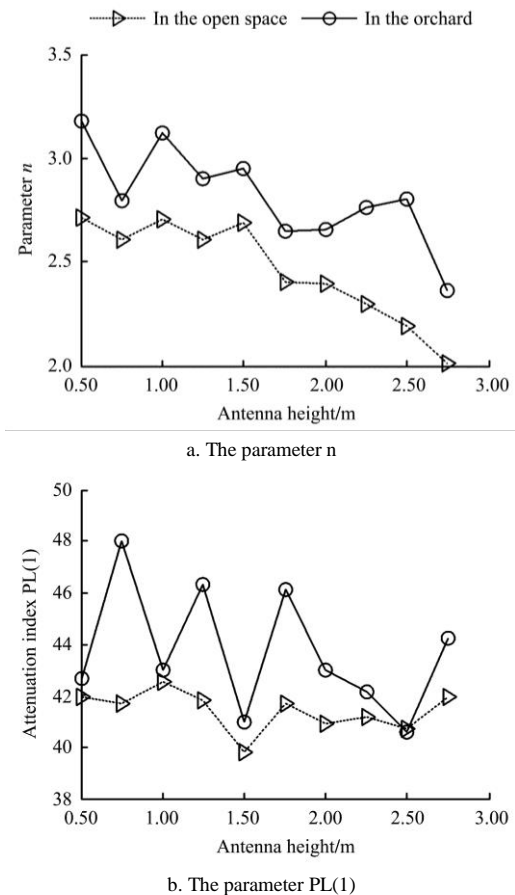 In the open space
In the orchard
3.5
3.0
2.5
2.0
Parameter n
0.50 1.00 1.50 2.00 2.50 3.00
Antenna height/m
a. The parameter n
50
48
46
44
42
40
38
Attenuation index PL(1)
0.50 1.00 1.50 2.00 2.50 3.00
Antenna height/m
b. The parameter PL(1)